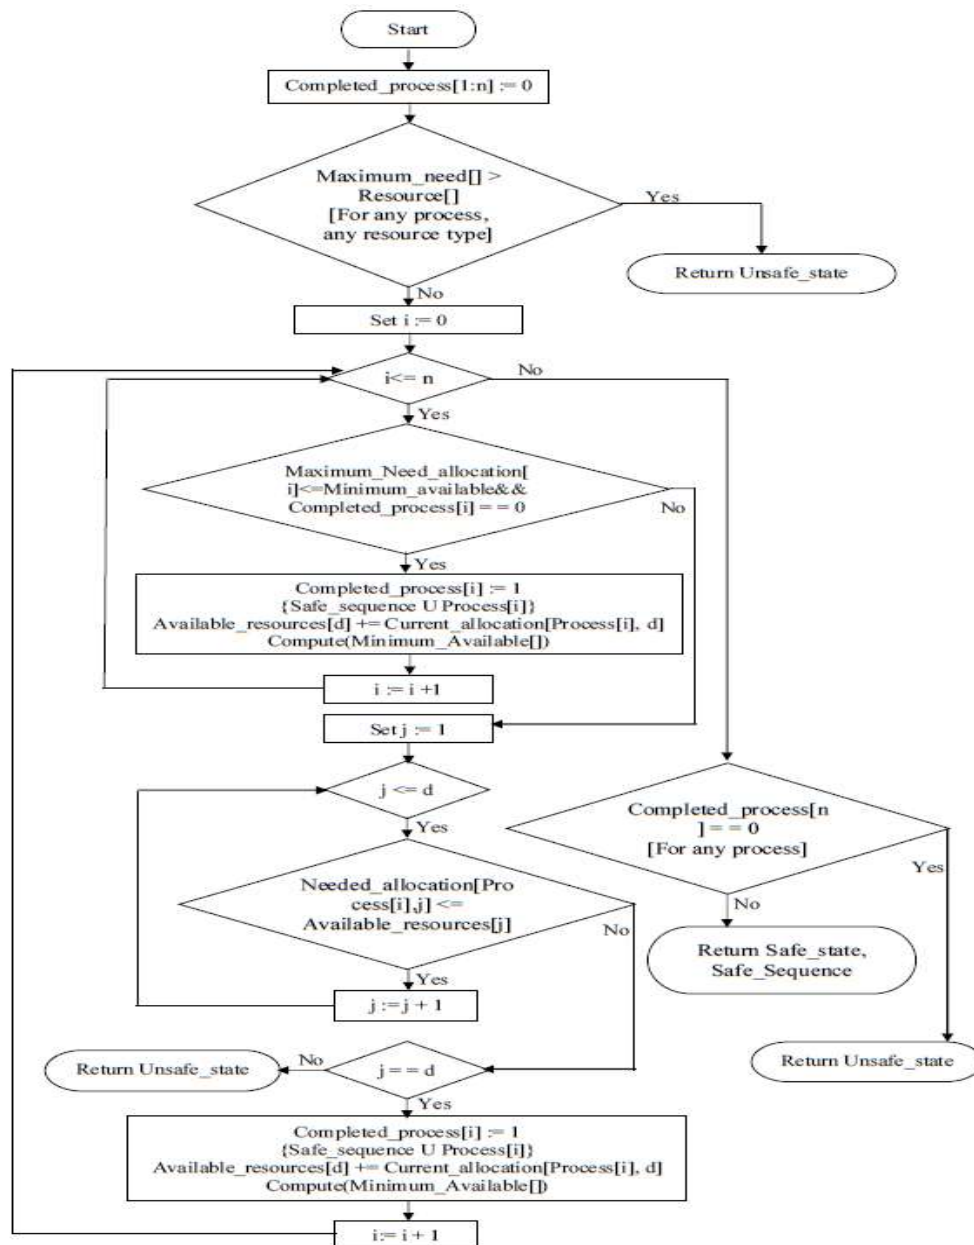 Start
Completed_process[1:n] := 0
Maximum_need[] >
Resource[]
[For any process,
any resource type]
Yes
Return Unsafe_state
No
Set i := 0
i<= n
No
Yes
Maximum_Need_allocation[
i]<=Minimum_available&&
Completed_process[i] = = 0
No
Yes
Completed_process[i] := 1
{Safe_sequence U Process[i]}
Available_resources[d] += Current_allocation[Process[i], d]
Compute(Minimum_Available[])
i := i +1
Set j := 1
j <= d
Yes
Needed_allocation[Pro
cess[i],j] <=
Available_resources[j]
No
Yes
j := j + 1
Completed_process[n
] = = 0
[For any process]
Yes
No
Return Safe_state,
Safe_Sequence
Return Unsafe_state
j = = d
No
Return Unsafe_state
Yes
Completed_process[i] := 1
{Safe_sequence U Process[i]}
Available_resources[d] += Current_allocation[Process[i], d]
Compute(Minimum_Available[])
i:= i + 1